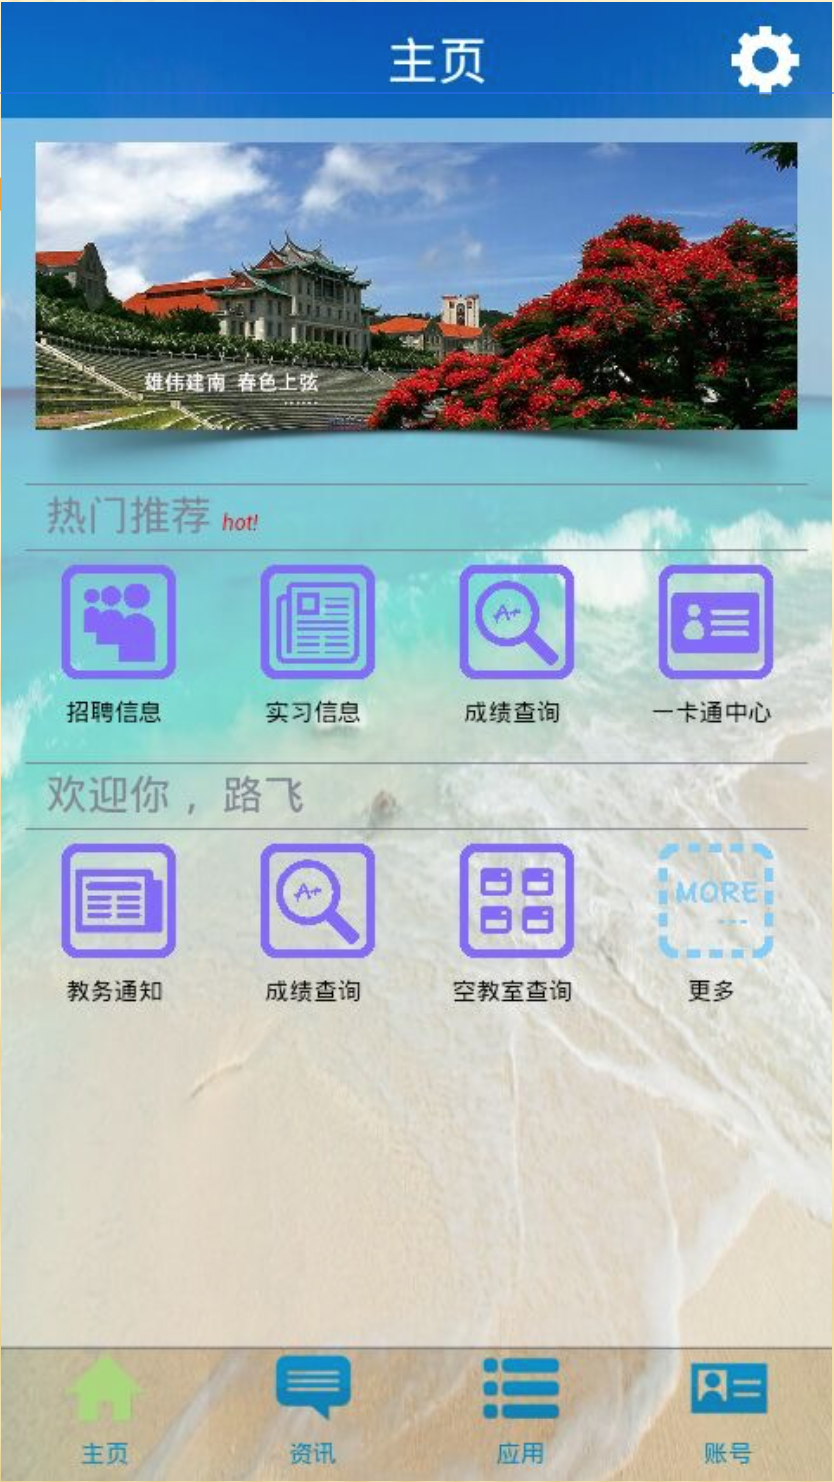 主页
雄伟建南 春色上弦
......
热门推荐 hot!
招聘信息 实习信息 成绩查询 一卡通中心
欢迎你，路飞
MORE
...
教务通知 成绩查询 空教室查询 更多
主页 资讯 应用 账号